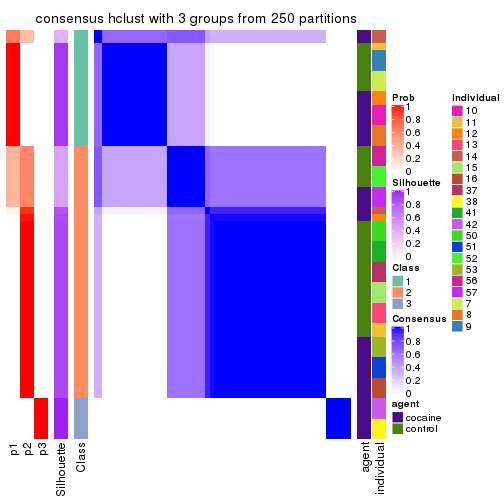 consensus hclust with 3 groups from 250 partitions
Prob
1
0.8
0.6
0.4
0.2
0
Silhouette
1
0.8
0.6
0.4
0.2
0
Class
1
2
3
Consensus
1
0.8
0.6
0.4
0.2
0
agent
cocaine
control
individual
10
11
12
13
14
15
16
37
38
41
42
50
51
52
53
56
57
7
8
9
p1
p2
p3
Silhouette
Class
agent
individual